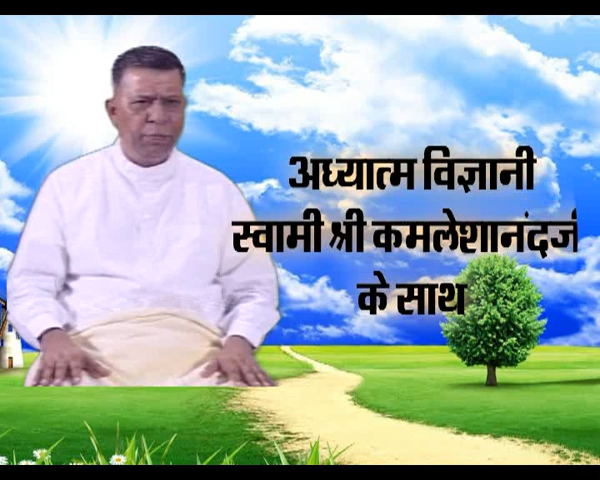 अध्यात्म विज्ञानी
स्वामी श्री कमलेशानंदजी
के साथ